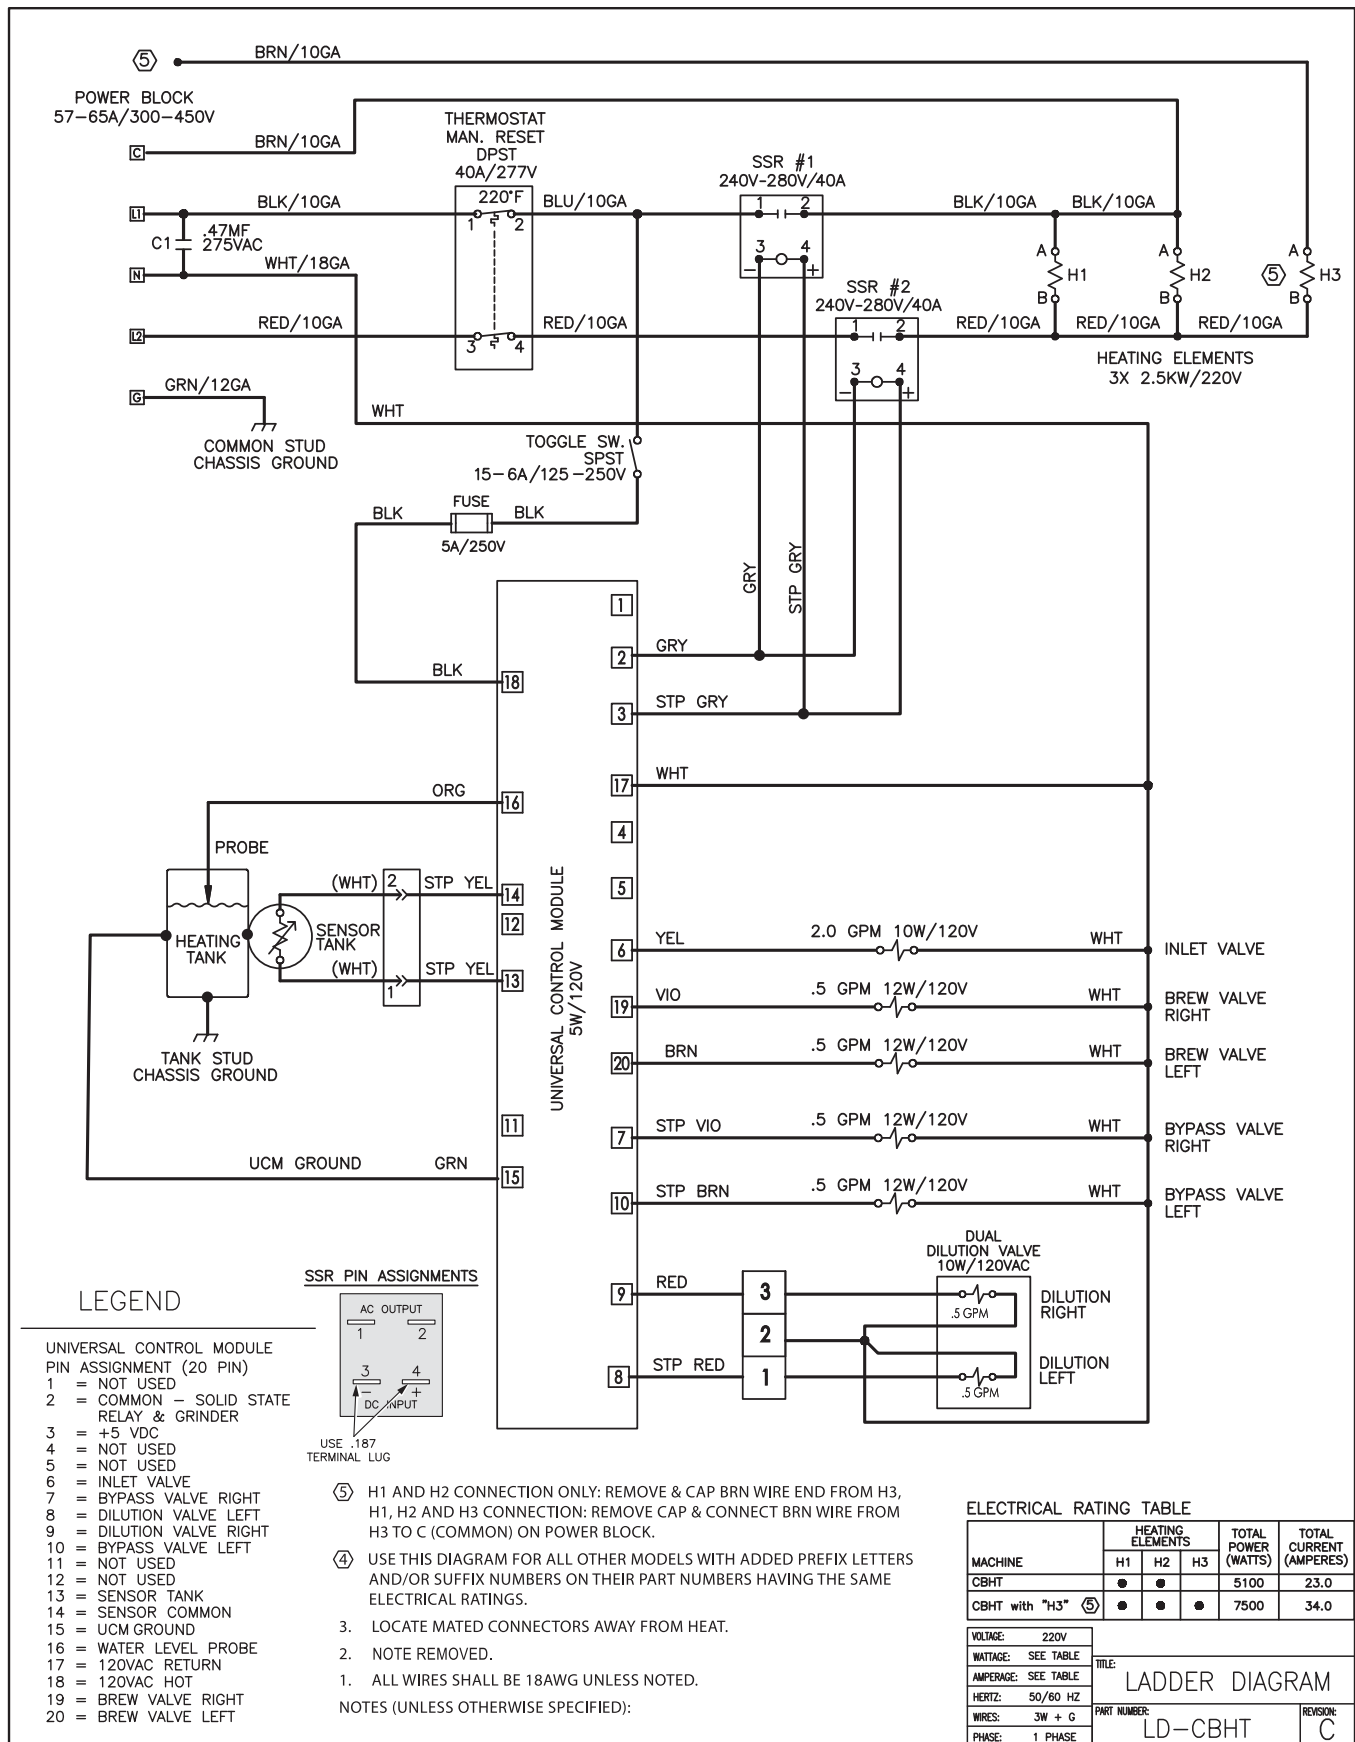 5
BRN/10GA
POWER BLOCK
57-65A/300-450V
C
BRN/10GA
THERMOSTAT
MAN. RESET
DPST
40A/277V
220°F
1
2
3
4
SSR #1
240V-280V/40A
1 2
3 4
- +
L1
BLK/10GA
BLU/10GA
BLK/10GA
BLK/10GA
C1
.47MF
275VAC
N
WHT/18GA
A
H1
B
A
H2
B
5
A
H3
B
SSR #2
240V-280V/40A
1 2
3 4
- +
L2
RED/10GA
RED/10GA
RED/10GA
RED/10GA
RED/10GA
HEATING ELEMENTS
3X 2.5KW/220V
G
GRN/12GA
COMMON STUD
CHASSIS GROUND
WHT
TOGGLE SW.
SPST
15-6A/125-250V
BLK
FUSE
BLK
5A/250V
GRY
STP GRY
1
2
GRY
BLK
18
3
STP GRY
17
WHT
ORG
16
4
PROBE
UNIVERSAL CONTROL MODULE
5W/120V
5
(WHT)
2
STP YEL
14
12
HEATING
TANK
SENSOR
TANK
(WHT)
1
STP YEL
13
6
YEL
2.0 GPM 10W/120V
WHT
INLET VALVE
19
VIO
.5 GPM 12W/120V
WHT
BREW VALVE
RIGHT
20
BRN
.5 GPM 12W/120V
WHT
BREW VALVE
LEFT
TANK STUD
CHASSIS GROUND
11
7
STP VIO
.5 GPM 12W/120V
WHT
BYPASS VALVE
RIGHT
UCM GROUND
GRN
15
10
STP BRN
.5 GPM 12W/120V
WHT
BYPASS VALVE
LEFT
DUAL
DILUTION VALVE
10W/120VAC
9
RED
3
.5 GPM
DILUTION
RIGHT
2
8
STP RED
1
.5 GPM
DILUTION
LEFT
SSR PIN ASSIGNMENTS
AC OUTPUT
1 2
3 4
- +
DC INPUT
USE .187
TERMINAL LUG
LEGEND
UNIVERSAL CONTROL MODULE
PIN ASSIGNMENT (20 PIN)
1 = NOT USED
2 = COMMON - SOLID STATE
RELAY & GRINDER
3 = +5 VDC
4 = NOT USED
5 = NOT USED
6 = INLET VALVE
7 = BYPASS VALVE RIGHT
8 = DILUTION VALVE LEFT
9 = DILUTION VALVE RIGHT
10 = BYPASS VALVE LEFT
11 = NOT USED
12 = NOT USED
13 = SENSOR TANK
14 = SENSOR COMMON
15 = UCM GROUND
16 = WATER LEVEL PROBE
17 = 120VAC RETURN
18 = 120VAC HOT
19 = BREW VALVE RIGHT
20 = BREW VALVE LEFT
5 H1 AND H2 CONNECTION ONLY: REMOVE & CAP BRN WIRE END FROM H3,
H1, H2 AND H3 CONNECTION: REMOVE CAP & CONNECT BRN WIRE FROM
H3 TO C (COMMON) ON POWER BLOCK.
4 USE THIS DIAGRAM FOR ALL OTHER MODELS WITH ADDED PREFIX LETTERS
AND/OR SUFFIX NUMBERS ON THEIR PART NUMBERS HAVING THE SAME
ELECTRICAL RATINGS.
3. LOCATE MATED CONNECTORS AWAY FROM HEAT.
2. NOTE REMOVED.
1. ALL WIRES SHALL BE 18AWG UNLESS NOTED.
NOTES (UNLESS OTHERWISE SPECIFIED):
ELECTRICAL RATING TABLE
MACHINE
HEATING
ELEMENTS
H1 H2 H3
TOTAL
POWER
(WATTS)
TOTAL
CURRENT
(AMPERES)
CBHT 5100 23.0
CBHT with "H3" 5 7500 34.0
VOLTAGE: 220V
WATTAGE: SEE TABLE
AMPERAGE: SEE TABLE
HERTZ: 50/60 HZ
WIRES: 3W + G
PHASE: 1 PHASE
TITLE:
LADDER DIAGRAM
PART NUMBER:
LD-CBHT
REVISION:
C